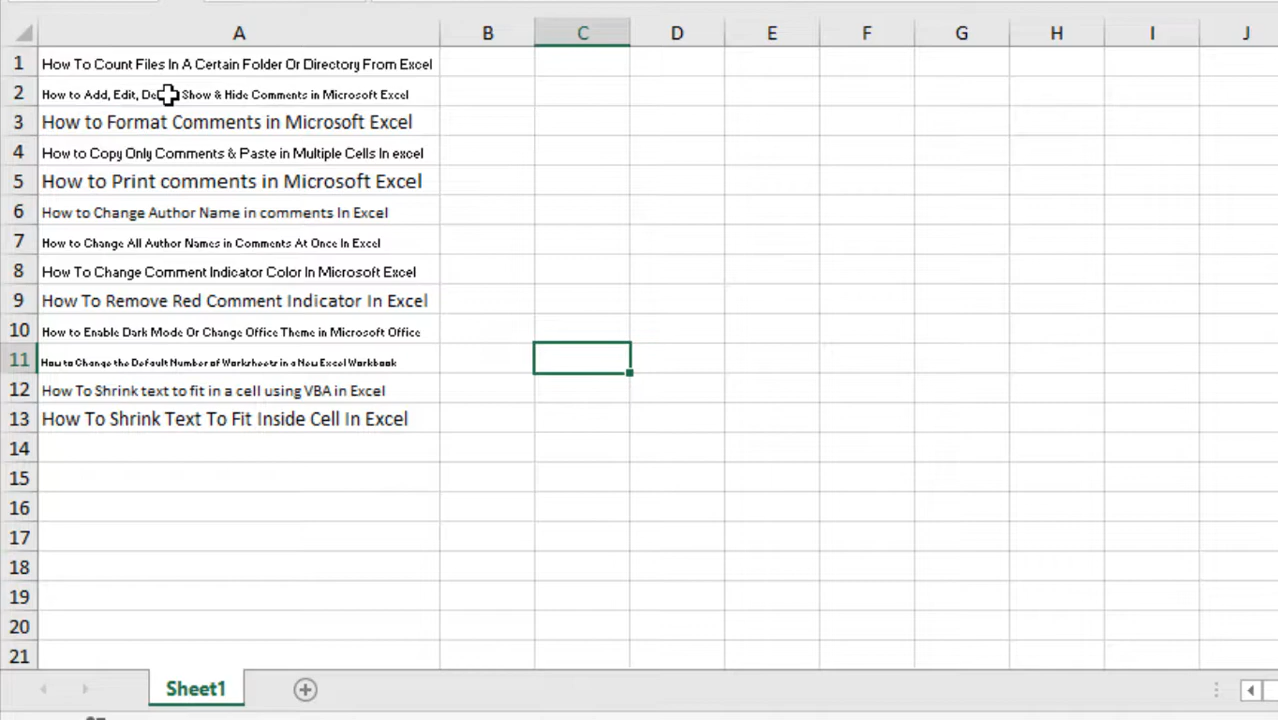 A B C D E F G H I J
1 How To Count Files In A Certain Folder Or Directory From Excel
2 How to Add, Edit, De Show & Hide Comments in Microsoft Excel
3 How to Format Comments in Microsoft Excel
4 How to Copy Only Comments & Paste in Multiple Cells In excel
5 How to Print comments in Microsoft Excel
6 How to Change Author Name in comments In Excel
7 How to Change All Author Names in Comments At Once In Excel
8 How To Change Comment Indicator Color In Microsoft Excel
9 How To Remove Red Comment Indicator In Excel
10 How to Enable Dark Mode Or Change Office Theme in Microsoft Office
11 How to Change the Default Number of Worksheets in a New Excel Workbook
12 How To Shrink text to fit in a cell using VBA in Excel
13 How To Shrink Text To Fit Inside Cell In Excel
14
15
16
17
18
19
20
21
Sheet1